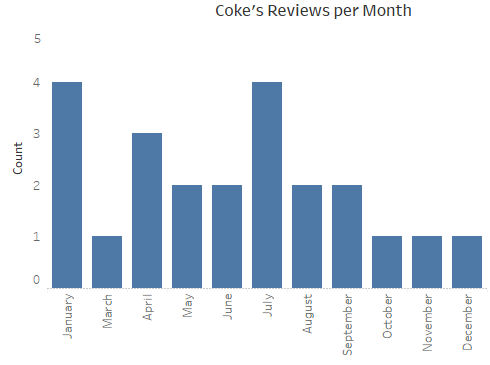 Coke's Reviews per Month
Count
5
4
3
2
1
0
January
March
April
May
June
July
August
September
October
November
December